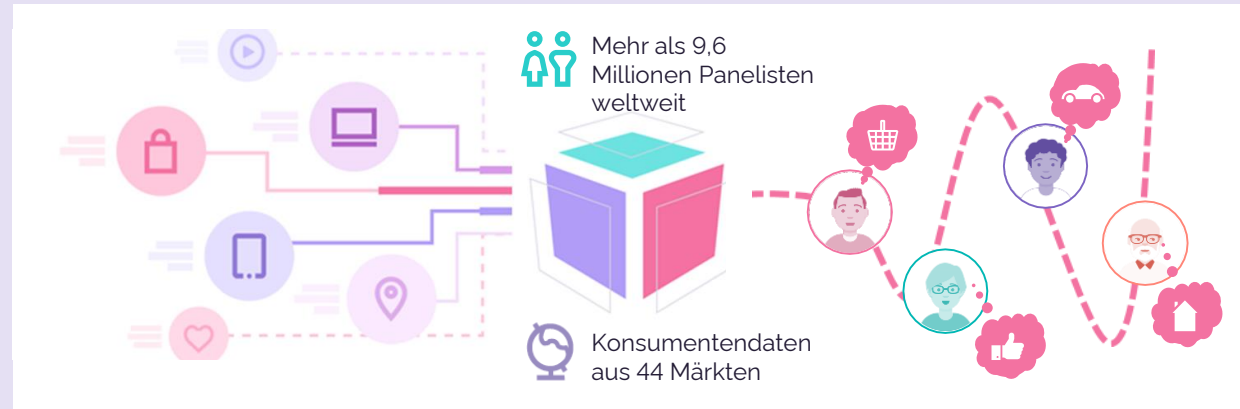 Mehr als 9,6
Millionen Panelisten
weltweit
Konsumentendaten
aus 44 Märkten